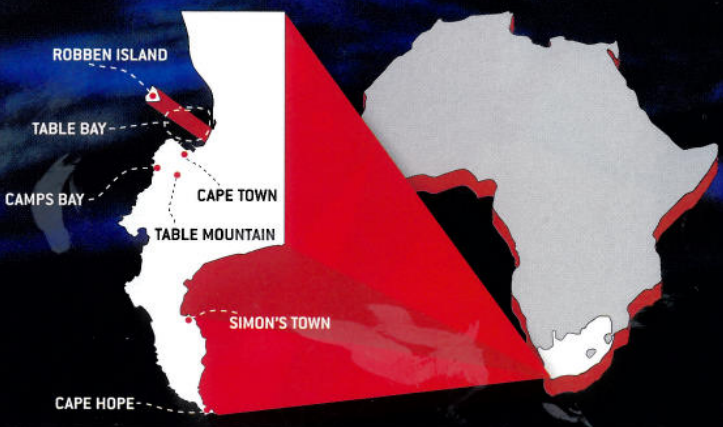 ROBBEN ISLAND
TABLE BAY
CAMPS BAY
CAPE TOWN
TABLE MOUNTAIN
SIMON'S TOWN
CAPE HOPE